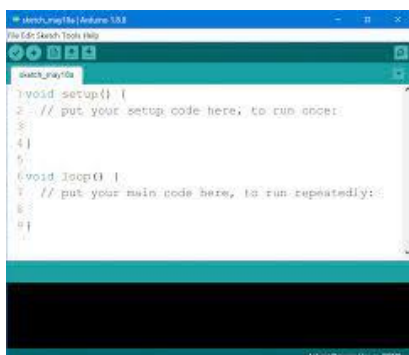 sketch_may18a | Arduino 1.8.8
File Edit Sketch Tools Help
sketch_may18a
1 void setup() {
2 // put your setup code here, to run once:
3
4 }
5
6 void loop() {
7 // put your main code here, to run repeatedly:
8
9 }